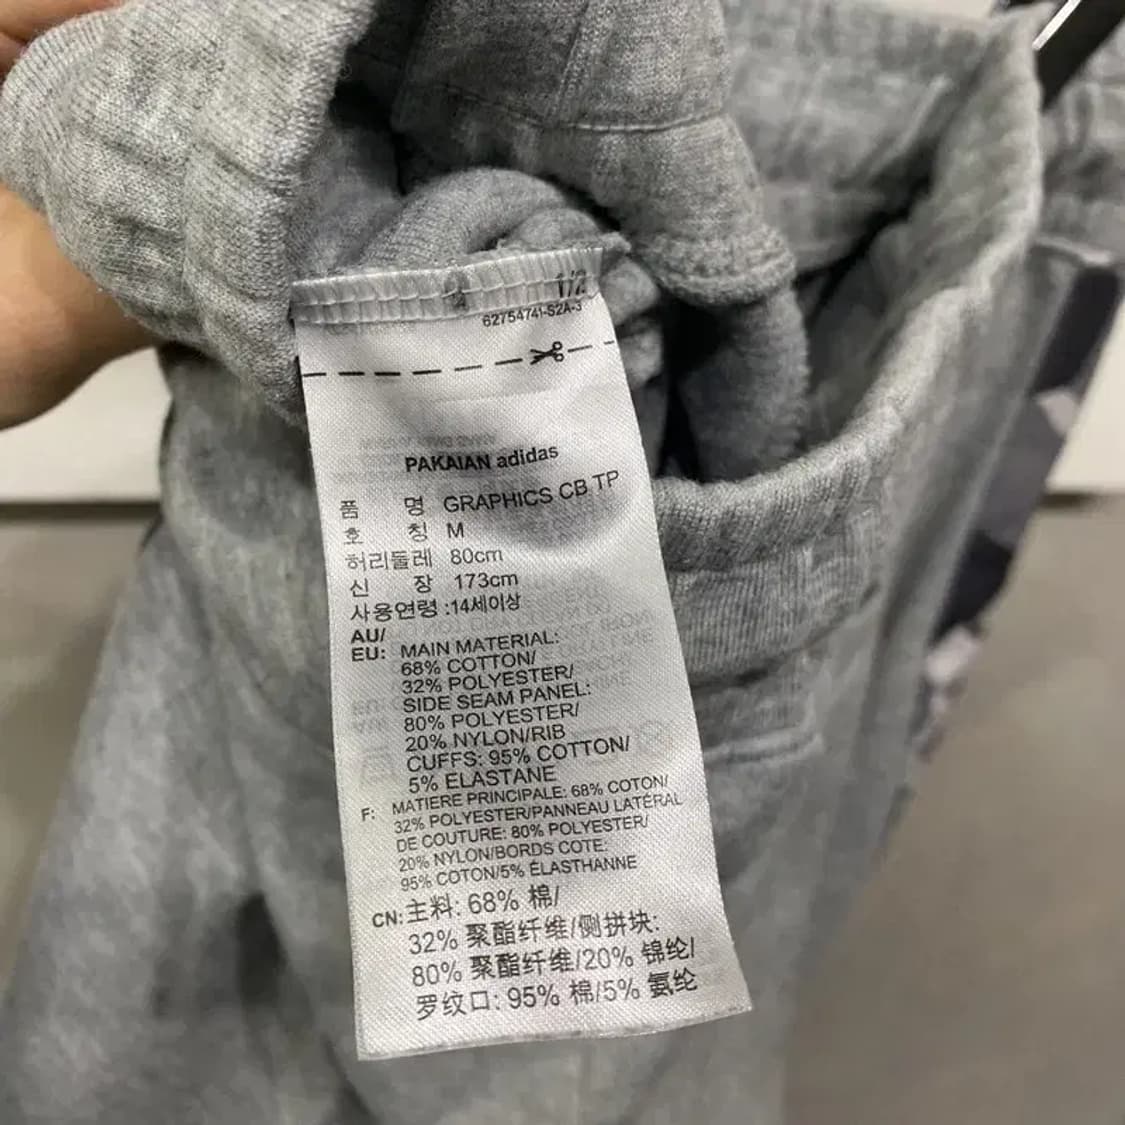 1/2
62754741-S2A-3
PAKAIAN adidas
품 명 GRAPHICS CB TP
호 칭 M
허리둘레 80cm
신 장 173cm
사용연령 :14세이상
AU/
EU: MAIN MATERIAL:
68% COTTON/
32% POLYESTER/
SIDE SEAM PANEL:
80% POLYESTER/
20% NYLON/RIB
CUFFS: 95% COTTON/
5% ELASTANE
F: MATIERE PRINCIPALE: 68% COTON/
32% POLYESTER/PANNEAU LATÉRAL
DE COUTURE: 80% POLYESTER/
20% NYLON/BORDS COTE:
95% COTON/5% ÉLASTHANNE
CN: 主料: 68% 棉/
32% 聚酯纤维/侧拼块:
80% 聚酯纤维/20% 锦纶/
罗纹口: 95% 棉/5% 氨纶